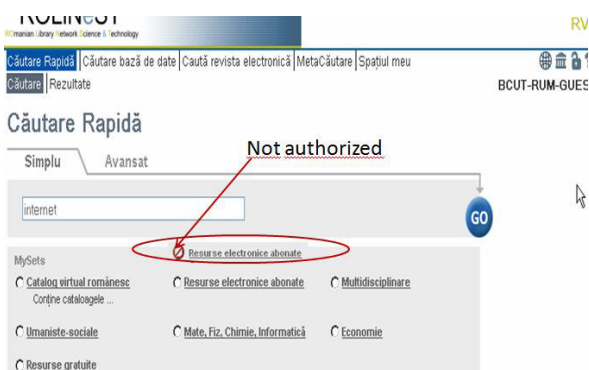 ROLiNeST
ROmanian Library Network Science & Technology
RV
Căutare Rapidă Căutare bază de date Caută revista electronică MetaCăutare Spațiul meu
Căutare Rezultate
BCUT-RUM-GUES
Căutare Rapidă
Not authorized
Simplu Avansat
internet
GO
Resurse electronice abonate
MySets
Catalog virtual românesc Resurse electronice abonate Multidisciplinare
Conține cataloagele ...
Umaniste-sociale Mate, Fiz, Chimie, Informatică Economie
Resurse gratuite